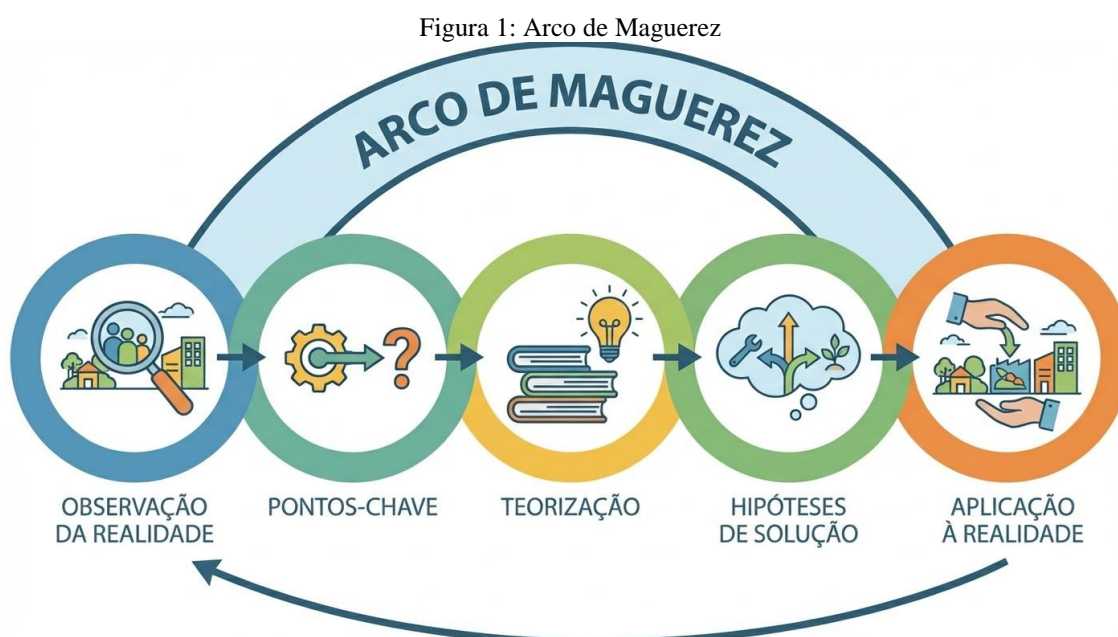 Figura 1: Arco de Maguerez
ARCO DE MAGUEREZ
OBSERVAÇÃO
DA REALIDADE
PONTOS-CHAVE
TEORIZAÇÃO
HIPÓTESES
DE SOLUÇÃO
APLICAÇÃO
À REALIDADE